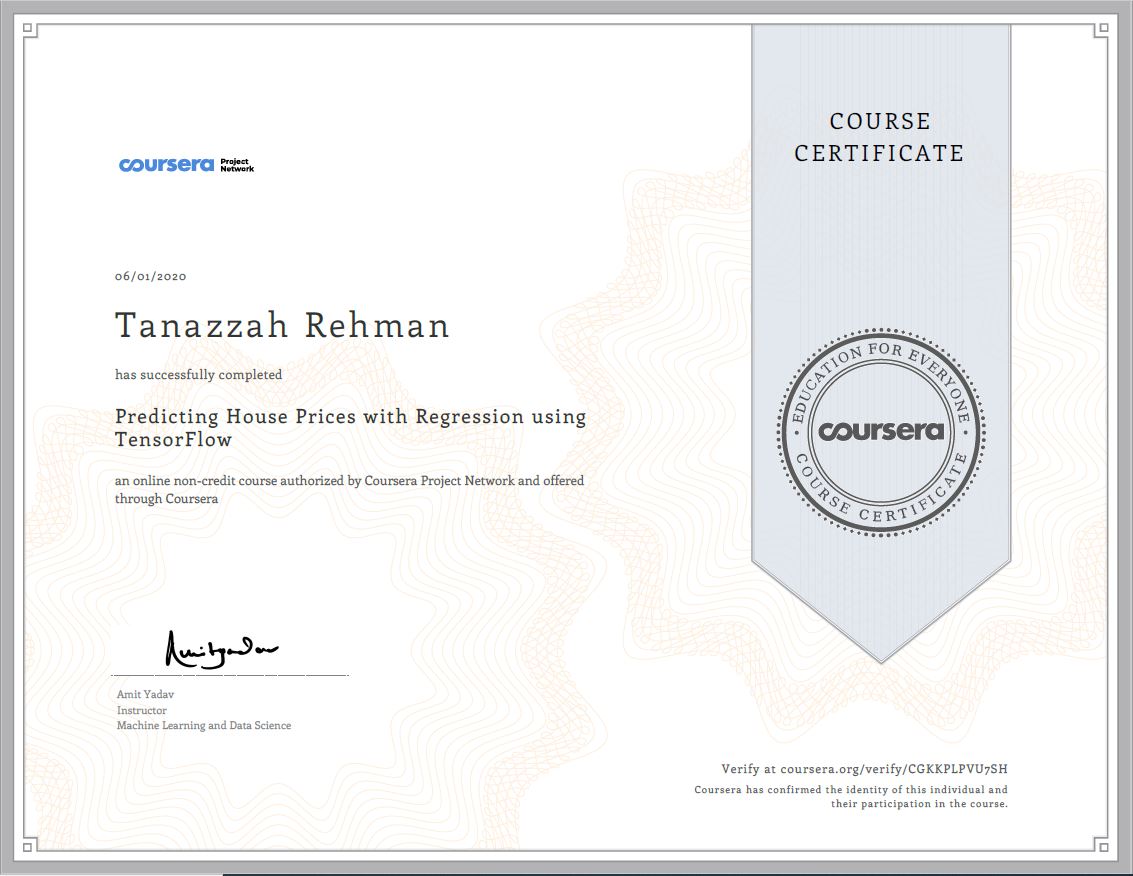 COURSE
CERTIFICATE
coursera Project
Network
06/01/2020
Tanazzah Rehman
has successfully completed
Predicting House Prices with Regression using
TensorFlow
an online non-credit course authorized by Coursera Project Network and offered
through Coursera
EDUCATION FOR EVERYONE
coursera
COURSE CERTIFICATE
Amityadav
Amit Yadav
Instructor
Machine Learning and Data Science
Verify at coursera.org/verify/CGKKPLPVU7SH
Coursera has confirmed the identity of this individual and
their participation in the course.